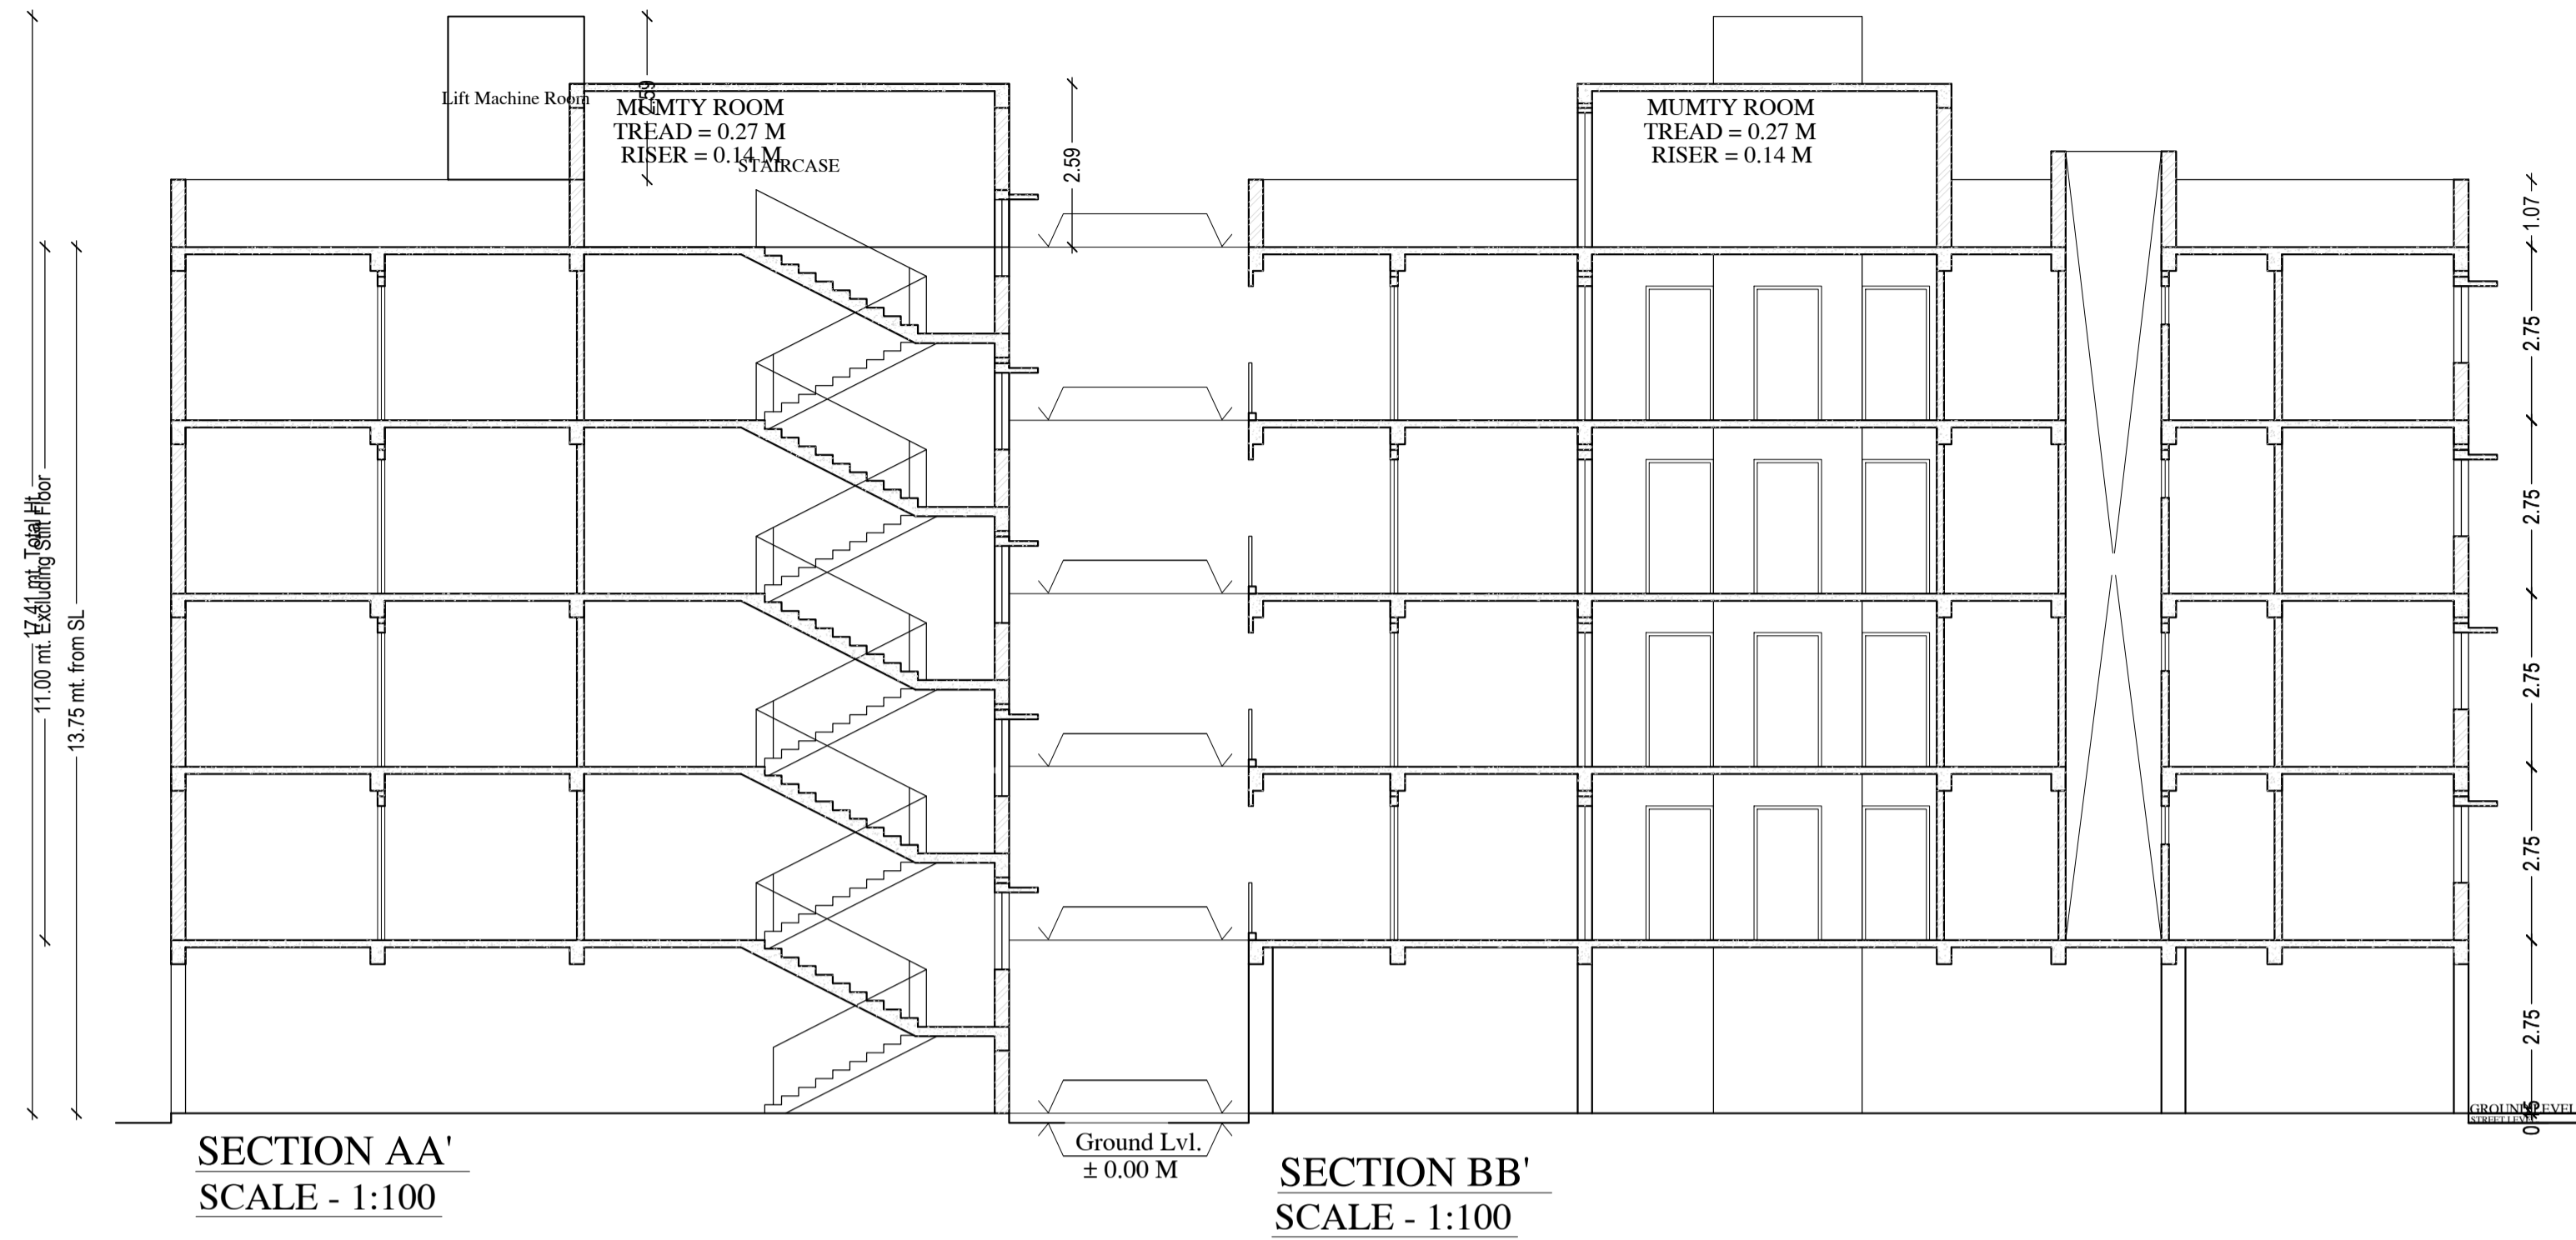 Lift Machine Room
2.59
MUMTY ROOM
TREAD = 0.27 M
RISER = 0.14 M
STAIRCASE
2.59
MUMTY ROOM
TREAD = 0.27 M
RISER = 0.14 M
1.07
2.75
2.75
2.75
2.75
2.75
17.41 mt. Total Ht.
11.00 mt. Excluding Stilt Floor
13.75 mt. from SL
GROUND LEVEL
STREET LEVEL
Ground Lvl.
± 0.00 M
SECTION AA'
SCALE - 1:100
SECTION BB'
SCALE - 1:100